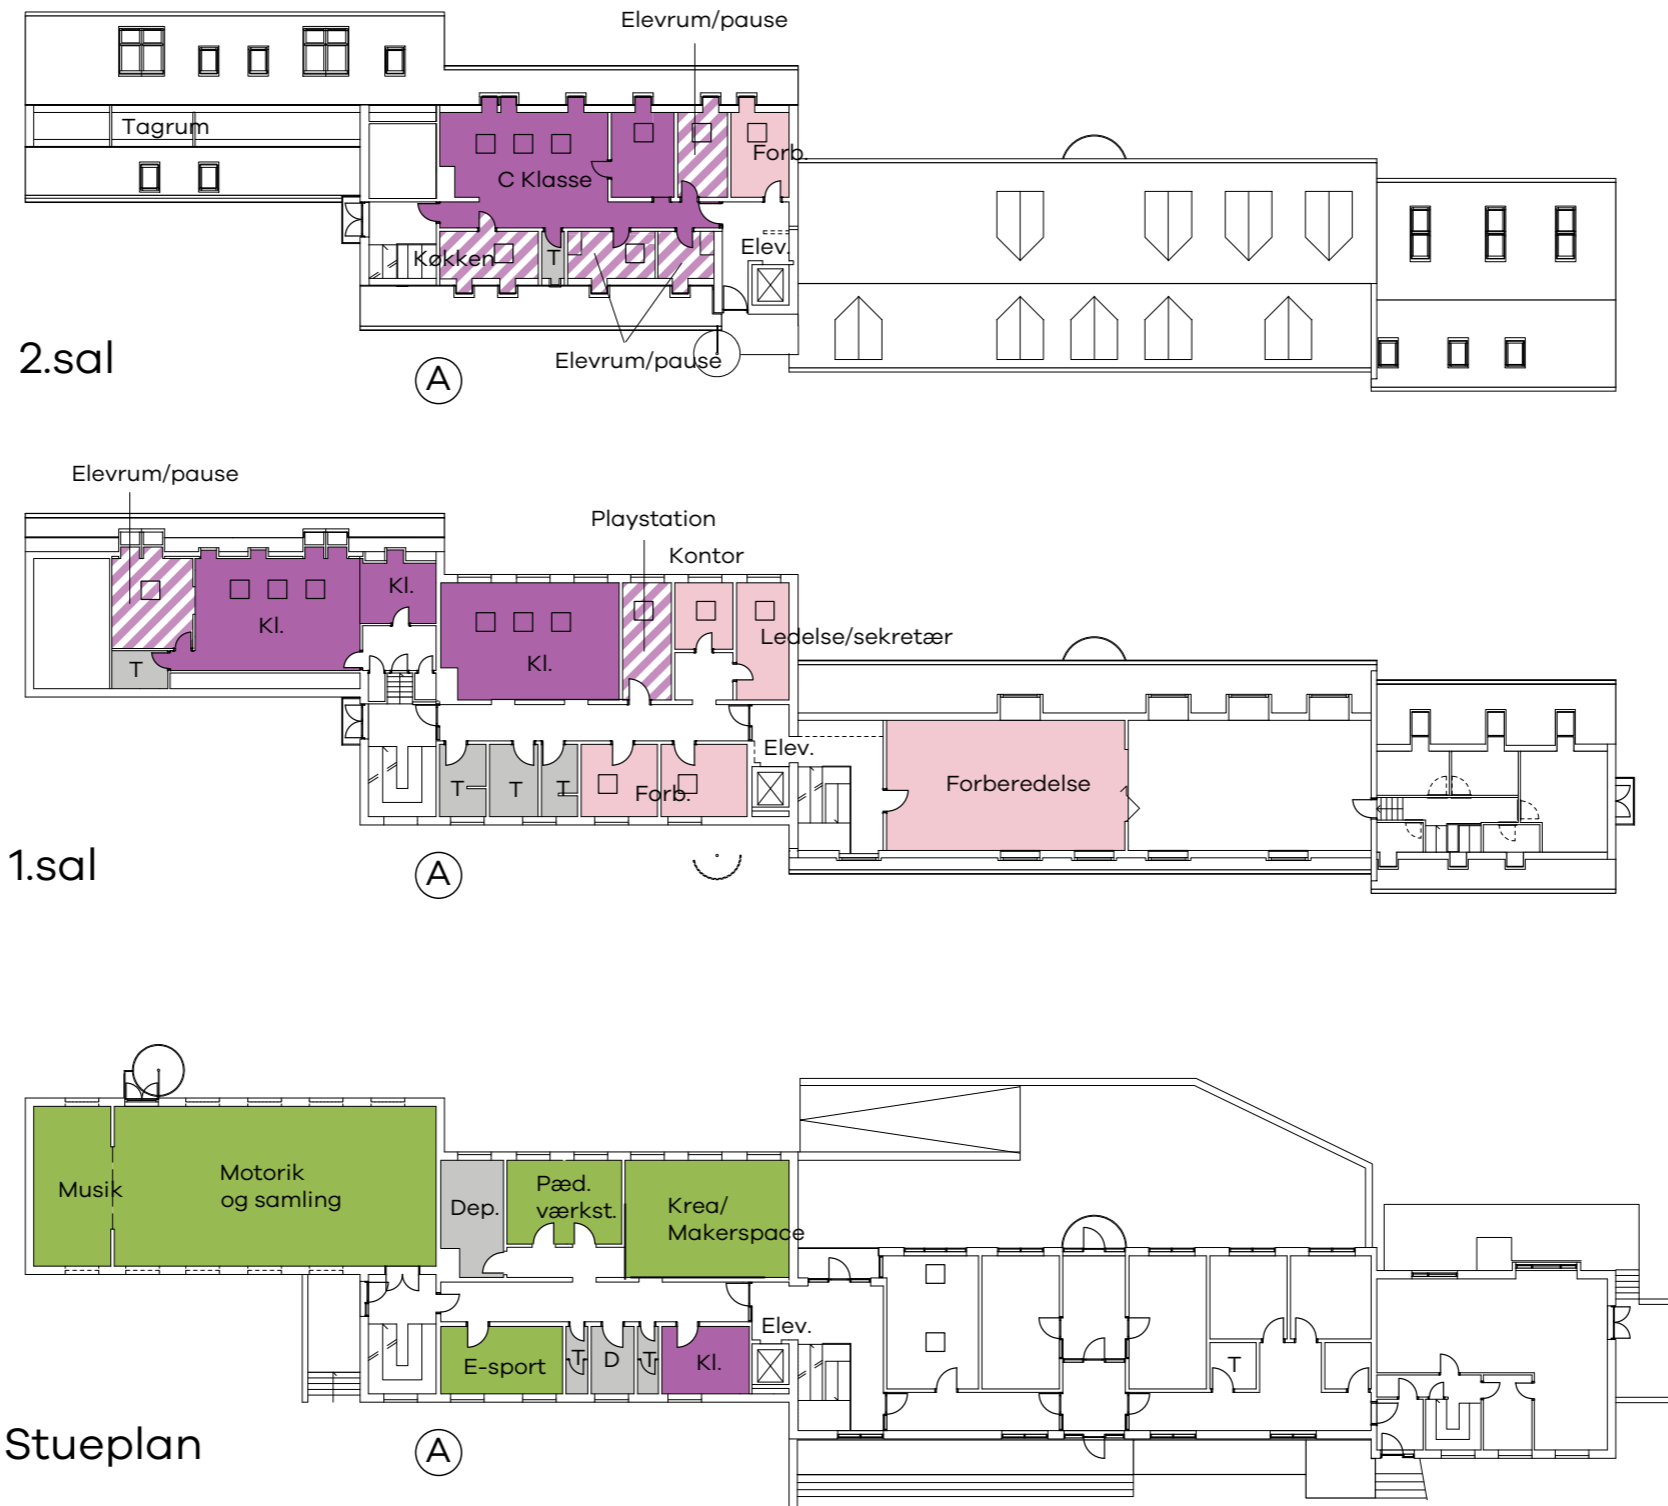 Elevrum/pause
Tagrum
Forb.
C Klasse
Elev.
Køkken
T
Elevrum/pause
2.sal
A
Elevrum/pause
Playstation
Kontor
Kl.
Kl.
Ledelse/sekretær
Kl.
T
Elev.
Forberedelse
T
T
T
Forb.
1.sal
A
Musik
Motorik
og samling
Dep.
Pæd.
værkst.
Krea/
Makerspace
Elev.
E-sport
T
D
T
Kl.
T
Stueplan
A